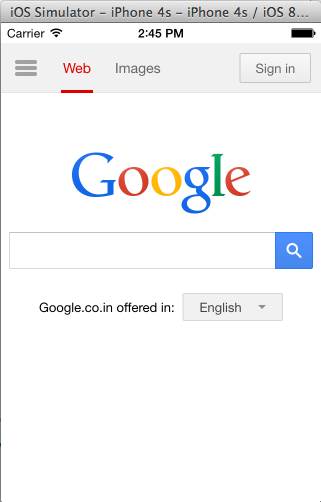 iOS Simulator – iPhone 4s – iPhone 4s / iOS 8...
Carrier 2:45 PM
Web Images Sign in
Google
Google.co.in offered in: English